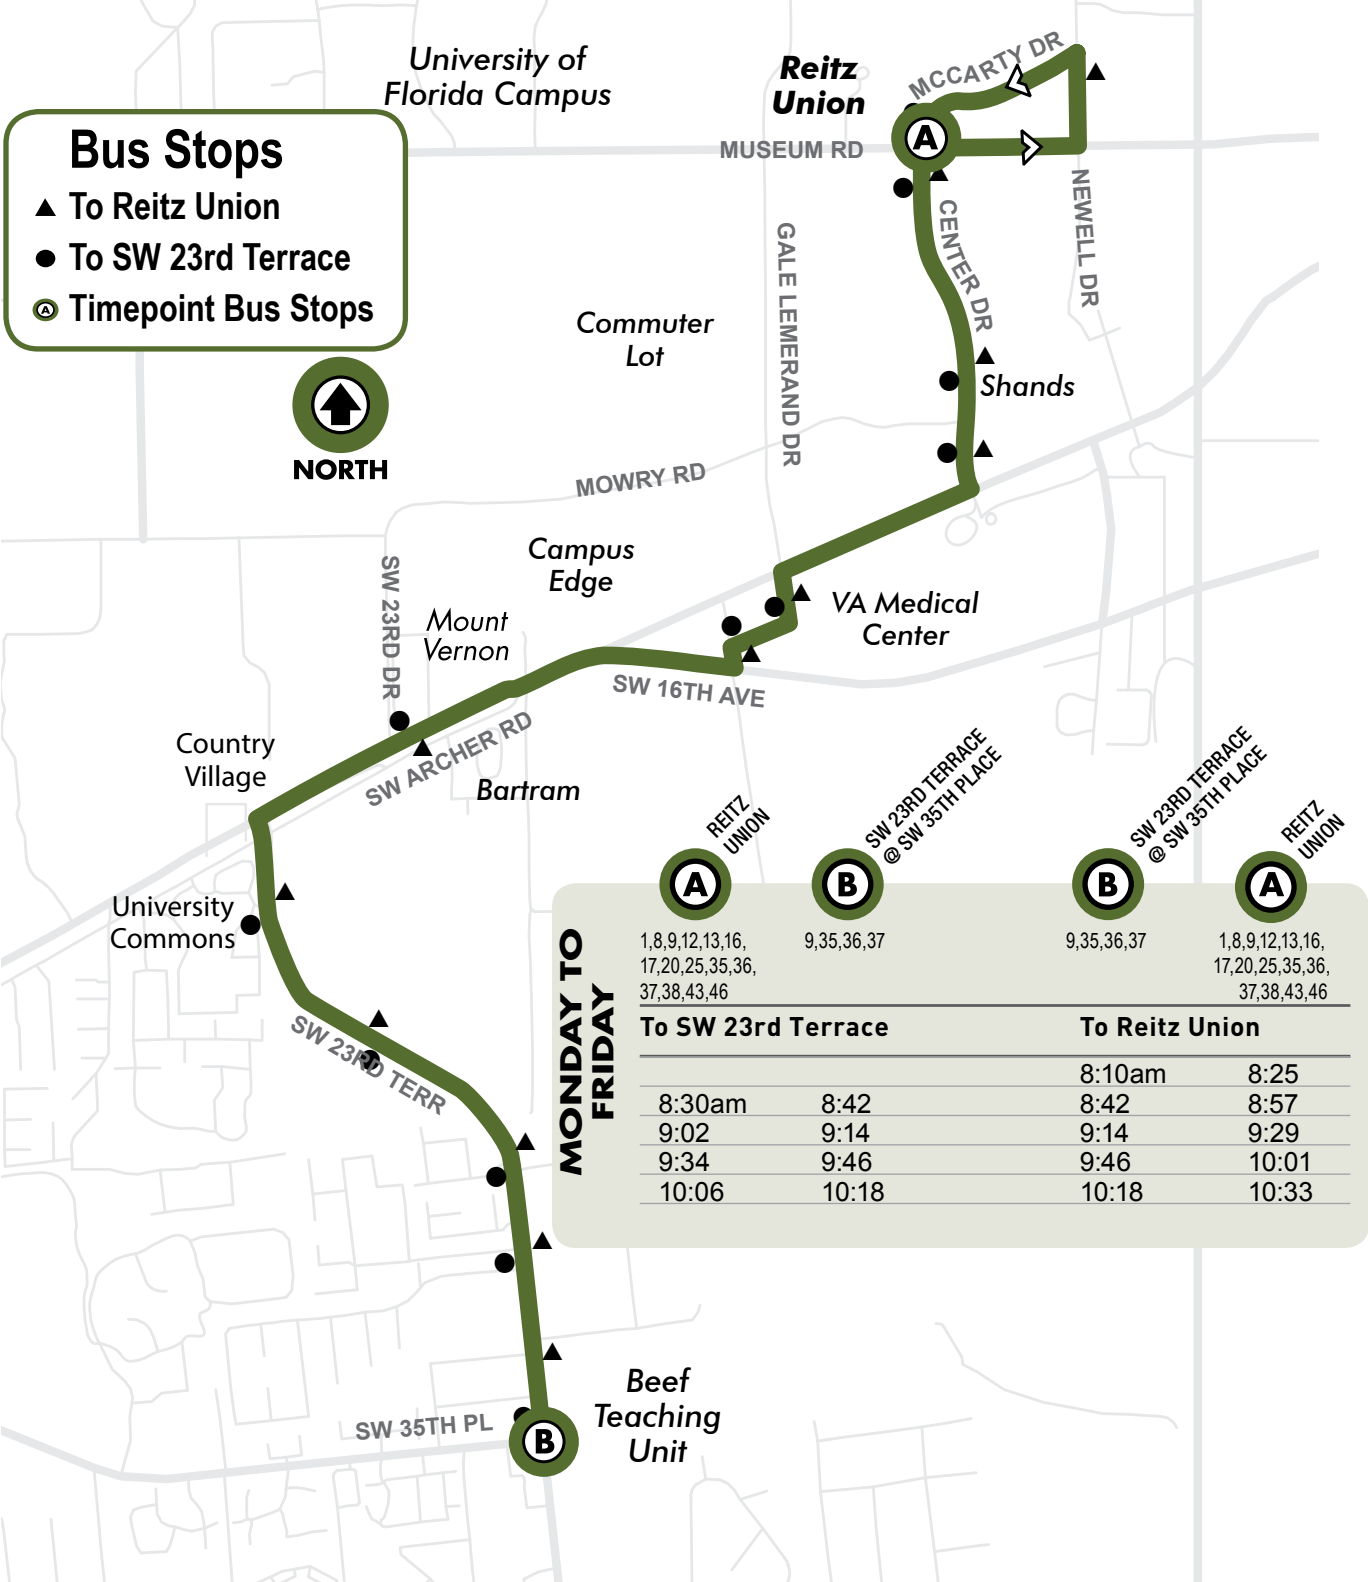 University of
Florida Campus
Reitz
Union
MCCARTY DR
A
MUSEUM RD
Bus Stops
To Reitz Union
To SW 23rd Terrace
A Timepoint Bus Stops
NORTH
NEWELL DR
CENTER DR
GALE LEMERAND DR
Commuter
Lot
Shands
MOWRY RD
Campus
Edge
SW 23RD DR
Mount
Vernon
VA Medical
Center
SW 16TH AVE
SW ARCHER RD
Country
Village
Bartram
University
Commons
SW 23RD TERR
Beef
Teaching
Unit
SW 35TH PL
B
REITZ
UNION
SW 23RD TERRACE
@ SW 35TH PLACE
SW 23RD TERRACE
@ SW 35TH PLACE
REITZ
UNION
A B B A
MONDAY TO
FRIDAY
1,8,9,12,13,16, 9,35,36,37 9,35,36,37 1,8,9,12,13,16,
17,20,25,35,36, 17,20,25,35,36,
37,38,43,46 37,38,43,46
To SW 23rd Terrace To Reitz Union
8:10am 8:25
8:30am 8:42 8:42 8:57
9:02 9:14 9:14 9:29
9:34 9:46 9:46 10:01
10:06 10:18 10:18 10:33